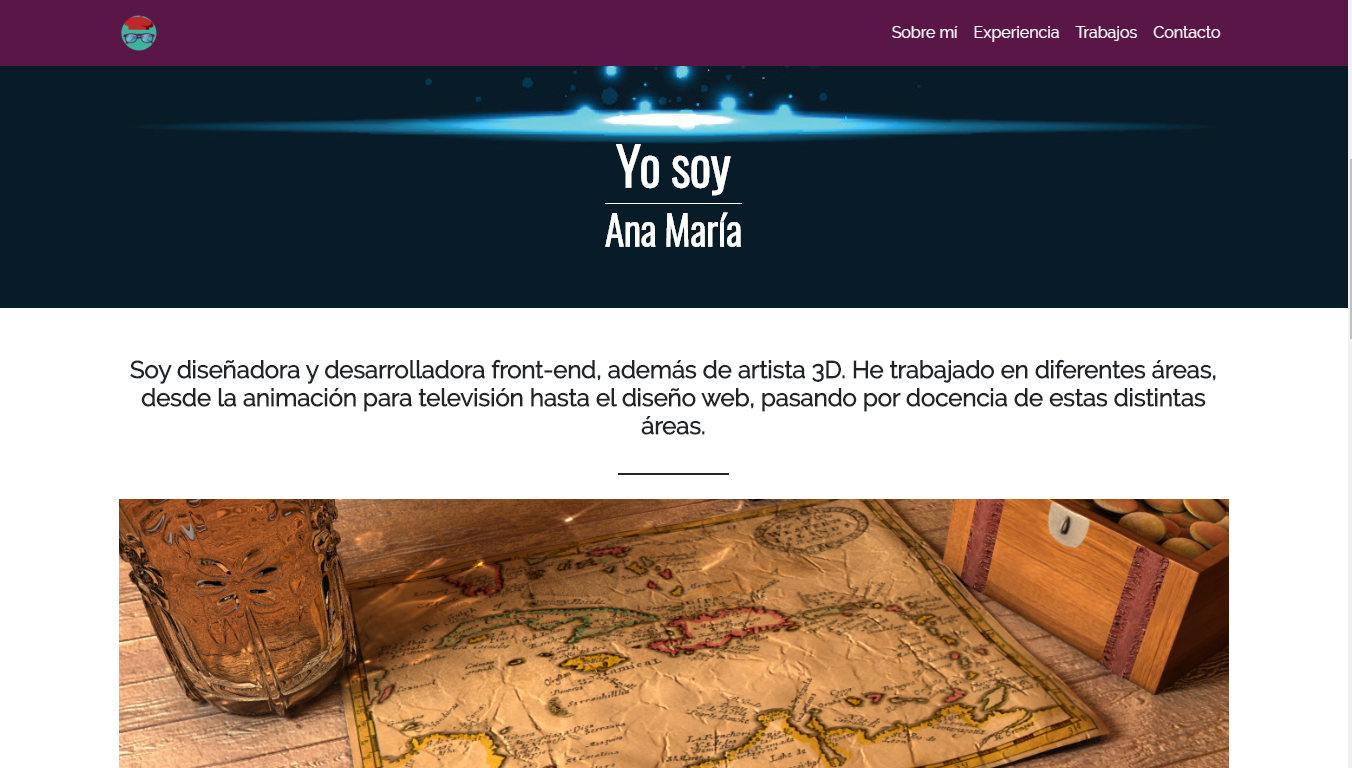 Sobre mí Experiencia Trabajos Contacto
Yo soy
Ana María
Soy diseñadora y desarrolladora front-end, además de artista 3D. He trabajado en diferentes áreas,
desde la animación para televisión hasta el diseño web, pasando por docencia de estas distintas
áreas.